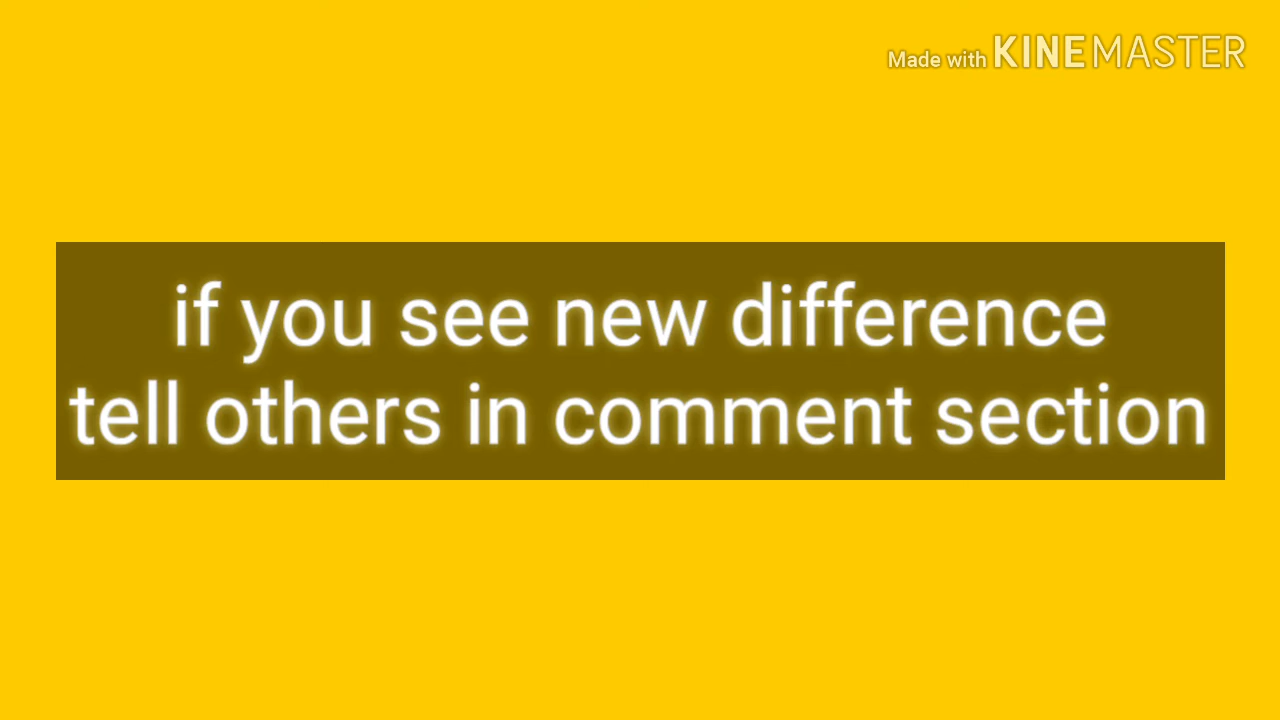 Made with KINEMASTER
if you see new difference
tell others in comment section